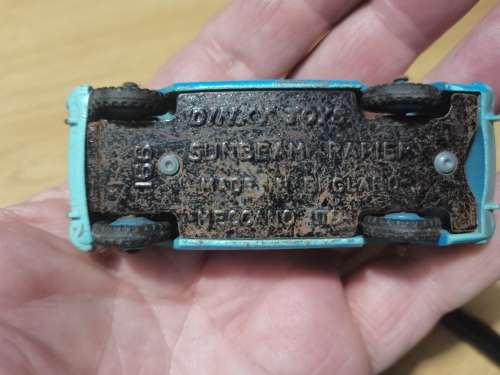 DINKY TOYS
SUNBEAM RAPIER
MADE IN ENGLAND
MECCANO LTD
166